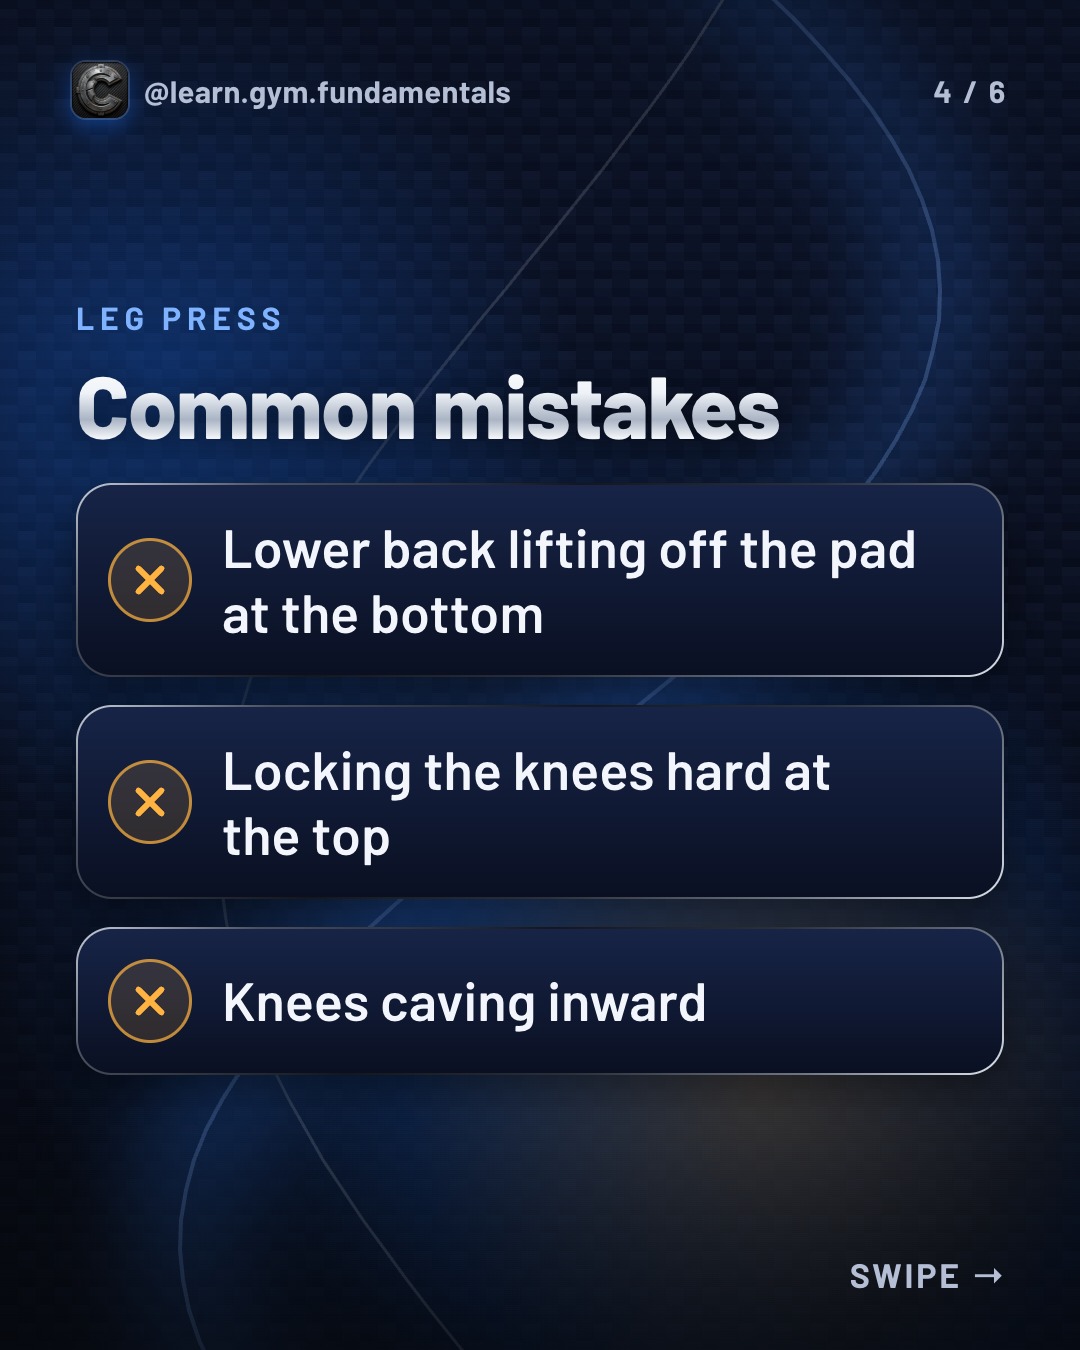 @learn.gym.fundamentals
4 / 6
LEG PRESS
Common mistakes
Lower back lifting off the pad
at the bottom
Locking the knees hard at
the top
Knees caving inward
SWIPE →